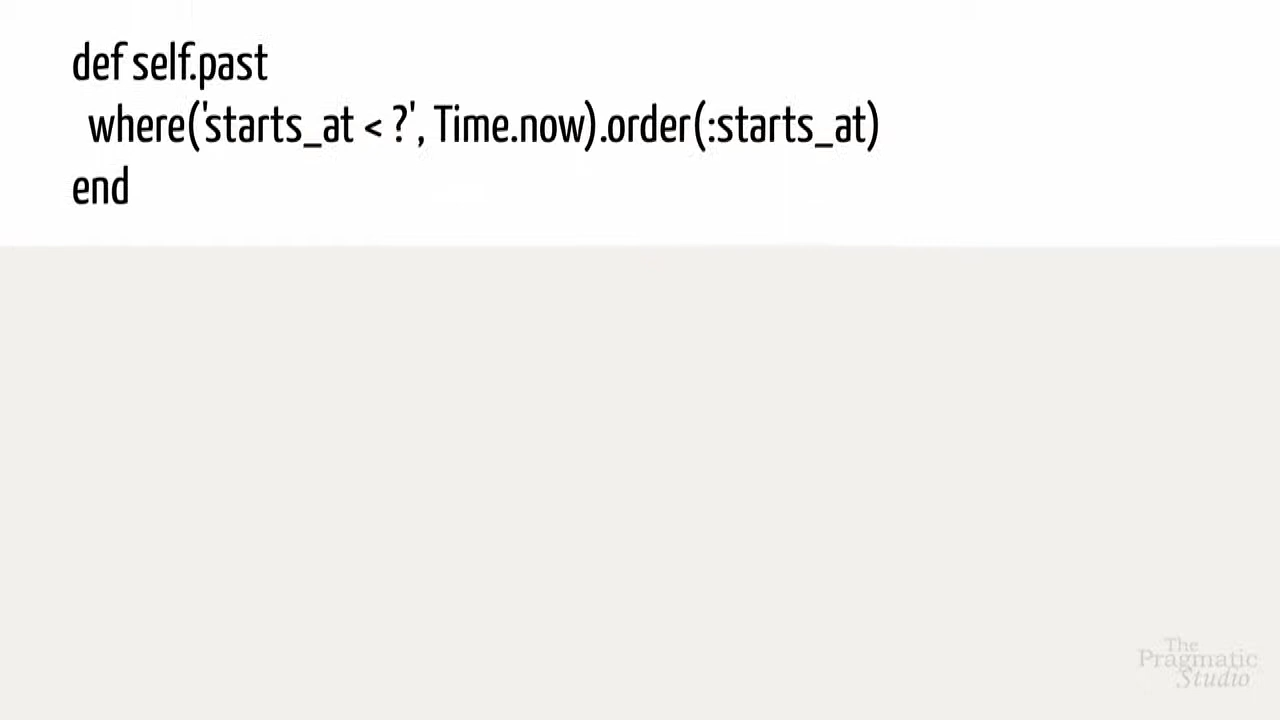 def self.past
  where('starts_at < ?', Time.now).order(:starts_at)
end
The
Pragmatic
Studio